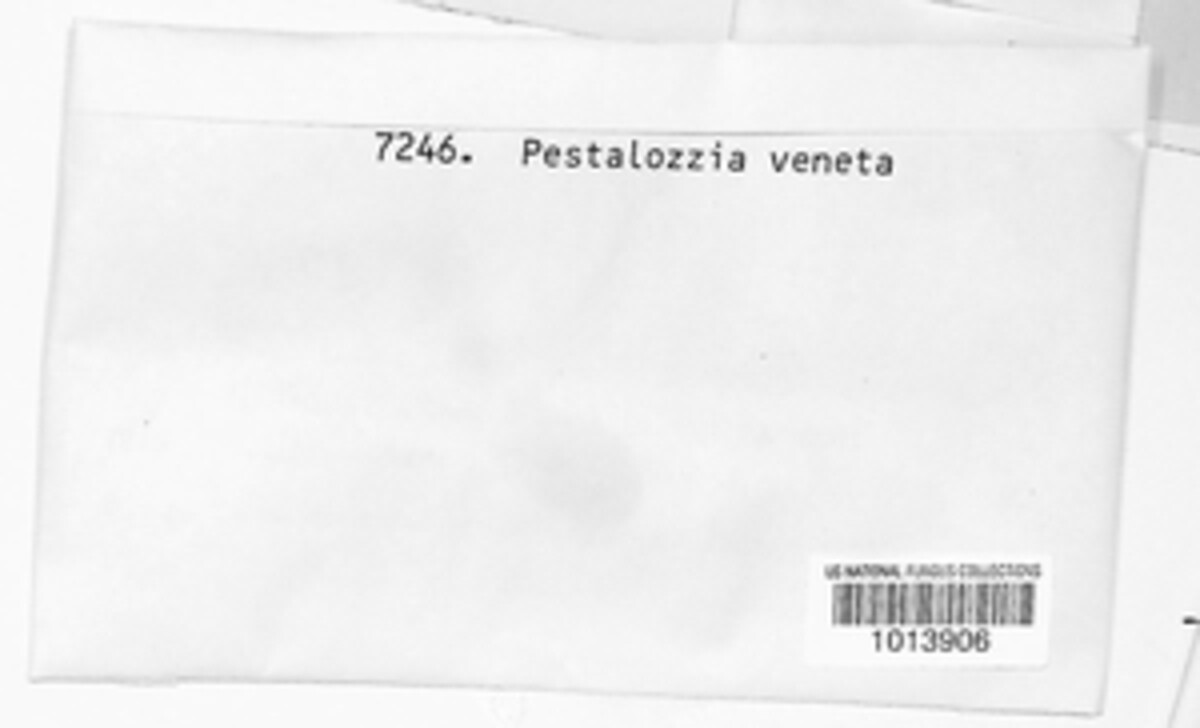 7246. Pestalozzia veneta
US NATIONAL FUNGUS COLLECTIONS
1013906